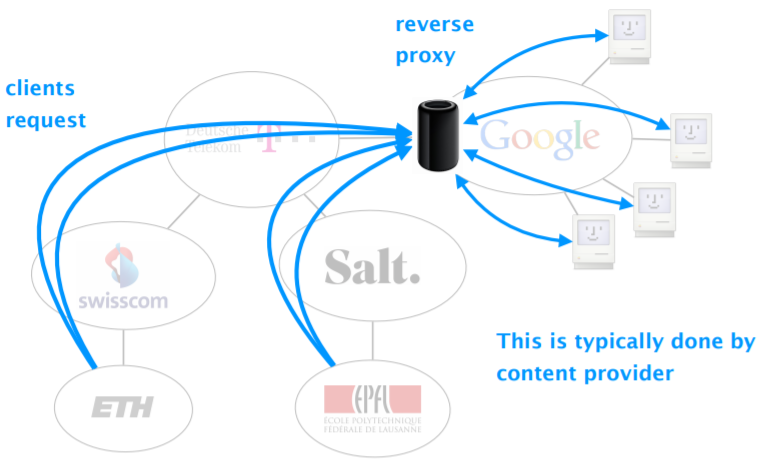 reverse
proxy
clients
request
Deutsche
Telekom
Google
swisscom
Salt.
This is typically done by
content provider
ETH
EPFL
ÉCOLE POLYTECHNIQUE
FÉDÉRALE DE LAUSANNE